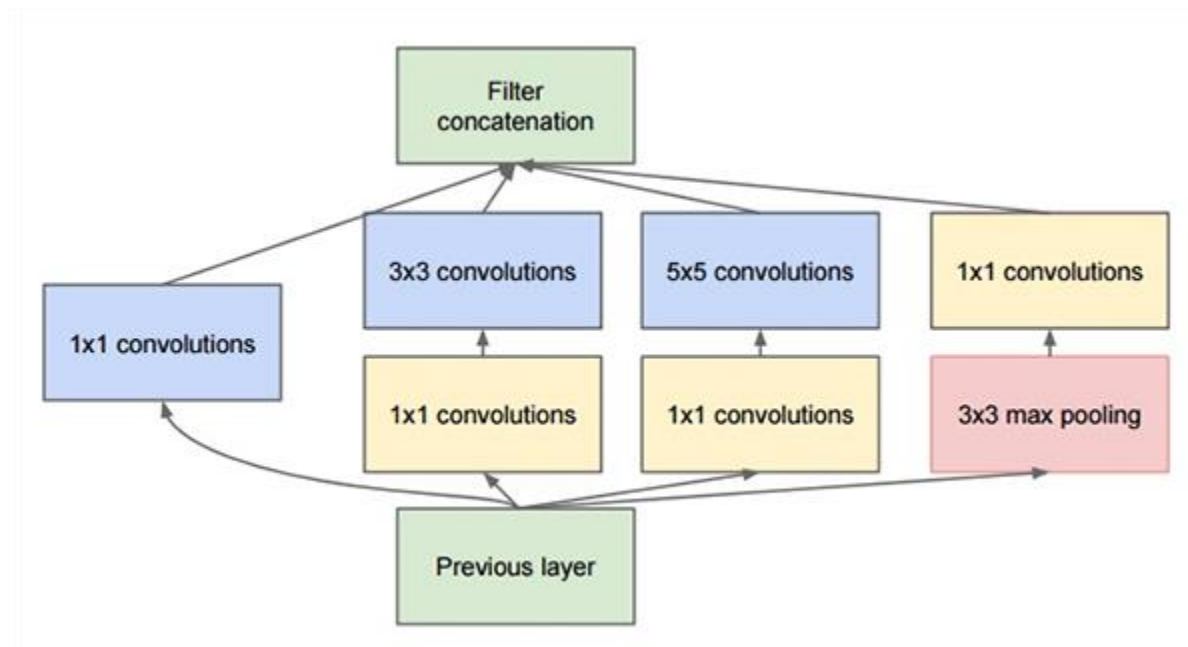 Filter
concatenation
3x3 convolutions
5x5 convolutions
1x1 convolutions
1x1 convolutions
1x1 convolutions
1x1 convolutions
3x3 max pooling
Previous layer